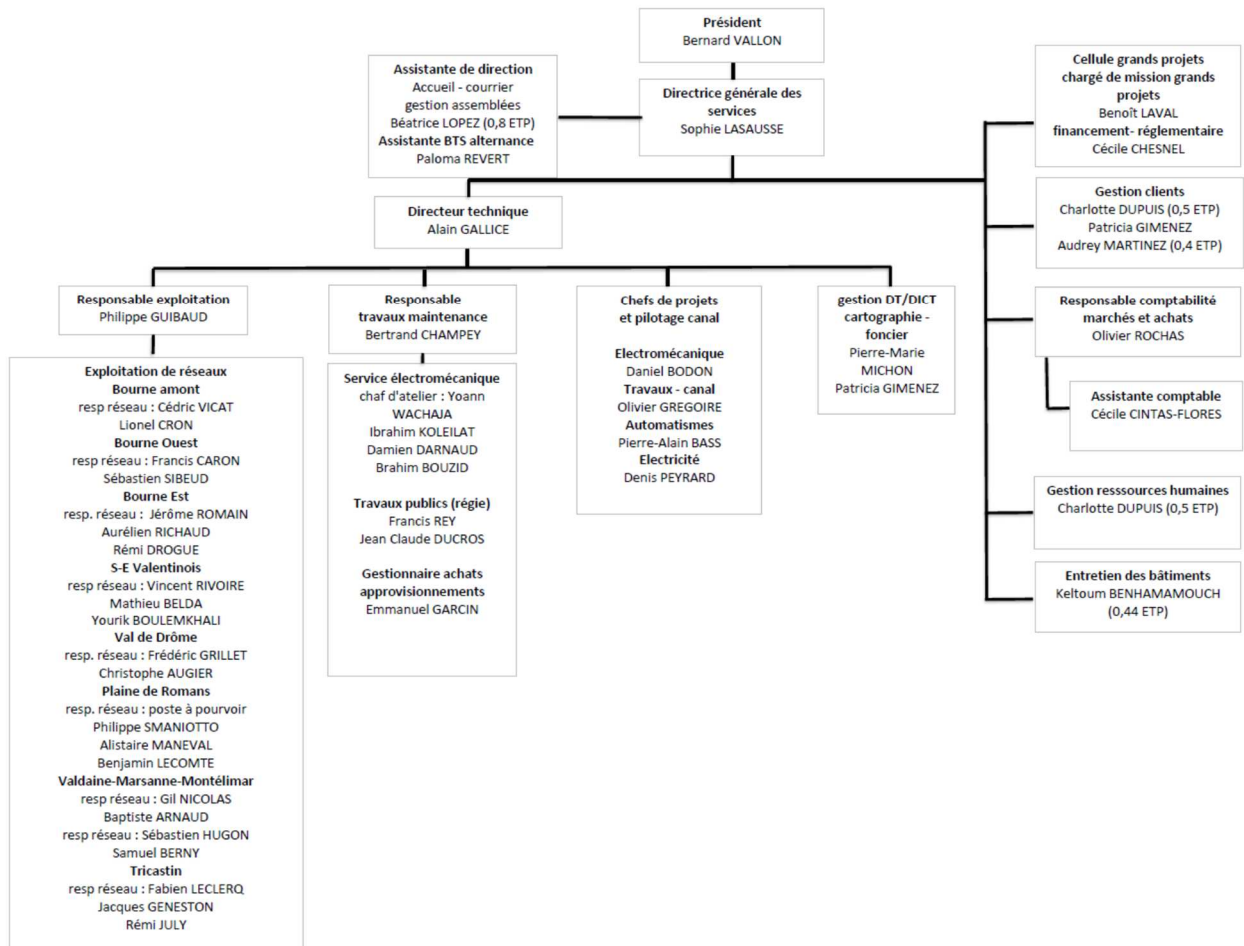 Président
Bernard VALLON
Assistante de direction
Accueil - courrier
gestion assemblées
Béatrice LOPEZ (0,8 ETP)
Assistante BTS alternance
Paloma REVERT
Directrice générale des
services
Sophie LASAUSSE
Cellule grands projets
chargé de mission grands
projets
Benoît LAVAL
financement- réglementaire
Cécile CHESNEL
Gestion clients
Charlotte DUPUIS (0,5 ETP)
Patricia GIMENEZ
Audrey MARTINEZ (0,4 ETP)
Responsable comptabilité
marchés et achats
Olivier ROCHAS
Assistante comptable
Cécile CINTAS-FLORES
Gestion resssources humaines
Charlotte DUPUIS (0,5 ETP)
Entretien des bâtiments
Keltoum BENHAMAMOUCH
(0,44 ETP)
Directeur technique
Alain GALLICE
Responsable exploitation
Philippe GUIBAUD
Exploitation de réseaux
Bourne amont
resp réseau : Cédric VICAT
Lionel CRON
Bourne Ouest
resp réseau : Francis CARON
Sébastien SIBEUD
Bourne Est
resp. réseau : Jérôme ROMAIN
Aurélien RICHAUD
Rémi DROGUE
S-E Valentinois
resp réseau : Vincent RIVOIRE
Mathieu BELDA
Yourik BOULEMKHALI
Val de Drôme
resp. réseau : Frédéric GRILLET
Christophe AUGIER
Plaine de Romans
resp. réseau : poste à pourvoir
Philippe SMANIOTTO
Alistaire MANEVAL
Benjamin LECOMTE
Valdaine-Marsanne-Montélimar
resp réseau : Gil NICOLAS
Baptiste ARNAUD
resp réseau : Sébastien HUGON
Samuel BERNY
Tricastin
resp réseau : Fabien LECLERQ
Jacques GENESTON
Rémi JULY
Responsable
travaux maintenance
Bertrand CHAMPEY
Service électromécanique
chaf d'atelier : Yoann
WACHAJA
Ibrahim KOLEILAT
Damien DARNAUD
Brahim BOUZID
Travaux publics (régie)
Francis REY
Jean Claude DUCROS
Gestionnaire achats
approvisionnements
Emmanuel GARCIN
Chefs de projets
et pilotage canal
Electromécanique
Daniel BODON
Travaux - canal
Olivier GREGOIRE
Automatismes
Pierre-Alain BASS
Electricité
Denis PEYRARD
gestion DT/DICT
cartographie -
foncier
Pierre-Marie
MICHON
Patricia GIMENEZ